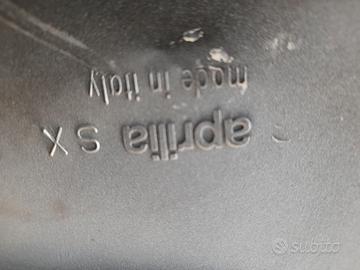 aprilia SX
made in italy
subito